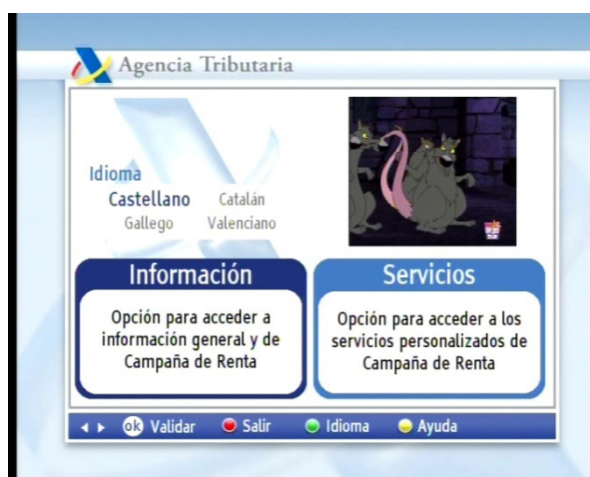 Agencia Tributaria
Idioma
Castellano Catalán
Gallego Valenciano
Información
Opción para acceder a
información general y de
Campaña de Renta
Servicios
Opción para acceder a los
servicios personalizados de
Campaña de Renta
ok Validar Salir Idioma Ayuda